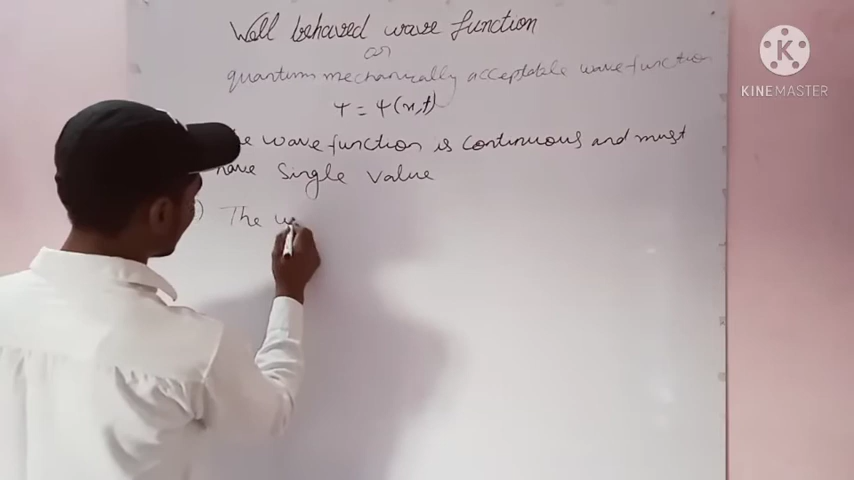 Well behaved wave function
or
quantum mechanically acceptable wave function
Ψ = Ψ(x,t)
wave function is continuous and must
have Single value
) The w
KINEMASTER